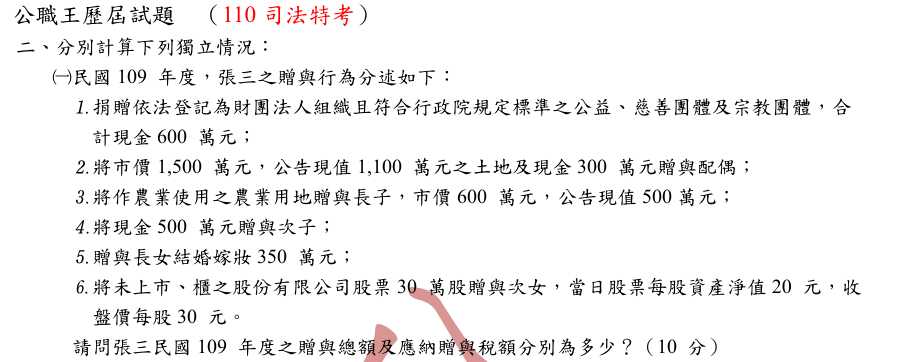 公職王歷屆試題 （110 司法特考）
二、分別計算下列獨立情況：
㈠民國 109 年度，張三之贈與行為分述如下：
1.捐贈依法登記為財團法人組織且符合行政院規定標準之公益、慈善團體及宗教團體，合
計現金 600 萬元；
2.將市價 1,500 萬元，公告現值 1,100 萬元之土地及現金 300 萬元贈與配偶；
3.將作農業使用之農業用地贈與長子，市價 600 萬元，公告現值 500 萬元；
4.將現金 500 萬元贈與次子；
5.贈與長女結婚嫁妝 350 萬元；
6.將未上市、櫃之股份有限公司股票 30 萬股贈與次女，當日股票每股資產淨值 20 元，收
盤價每股 30 元。
請問張三民國 109 年度之贈與總額及應納贈與稅額分別為多少？（10 分）